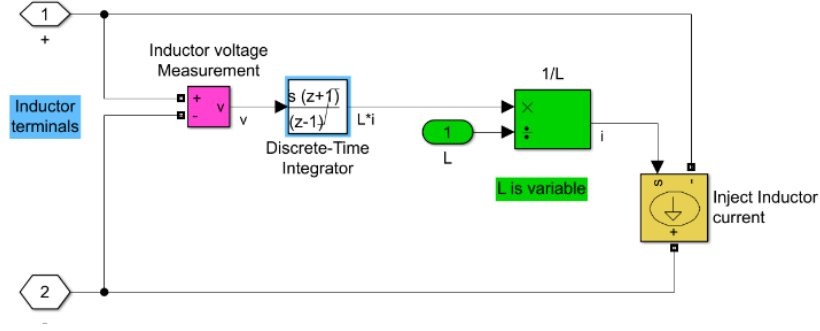 1
+
Inductor voltage
Measurement
1/L
Inductor
terminals
+
-
v
v
s (z+1)
(z-1)
L*i
Discrete-Time
Integrator
1
L
×
÷
i
L is variable
s
-
+
Inject Inductor
current
2
-